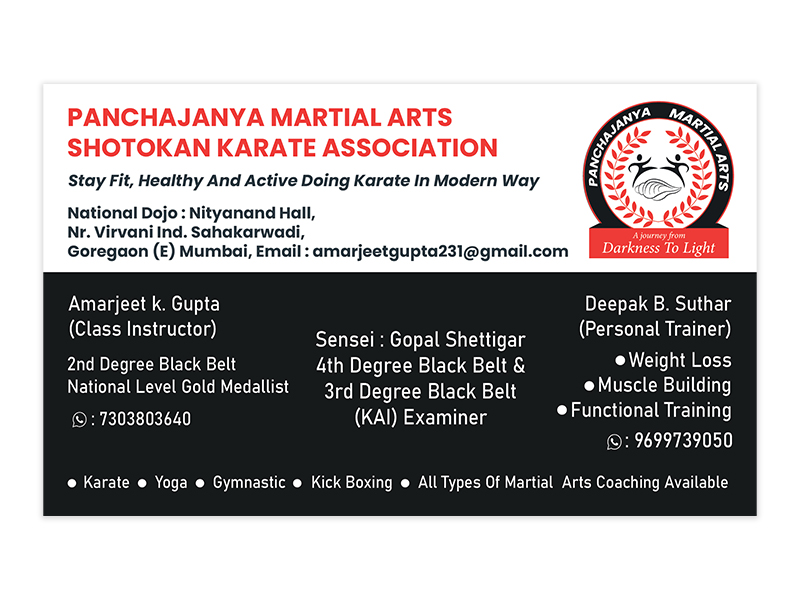 PANCHAJANYA MARTIAL ARTS
SHOTOKAN KARATE ASSOCIATION
Stay Fit, Healthy And Active Doing Karate In Modern Way
National Dojo : Nityanand Hall,
Nr. Virvani Ind. Sahakarwadi,
Goregaon (E) Mumbai, Email : amarjeetgupta231@gmail.com
PANCHAJANYA MARTIAL ARTS
A journey from
Darkness To Light
Amarjeet k. Gupta
(Class Instructor)
2nd Degree Black Belt
National Level Gold Medallist
: 7303803640
Sensei : Gopal Shettigar
4th Degree Black Belt &
3rd Degree Black Belt
(KAI) Examiner
Deepak B. Suthar
(Personal Trainer)
● Weight Loss
● Muscle Building
● Functional Training
: 9699739050
● Karate ● Yoga ● Gymnastic ● Kick Boxing ● All Types Of Martial Arts Coaching Available